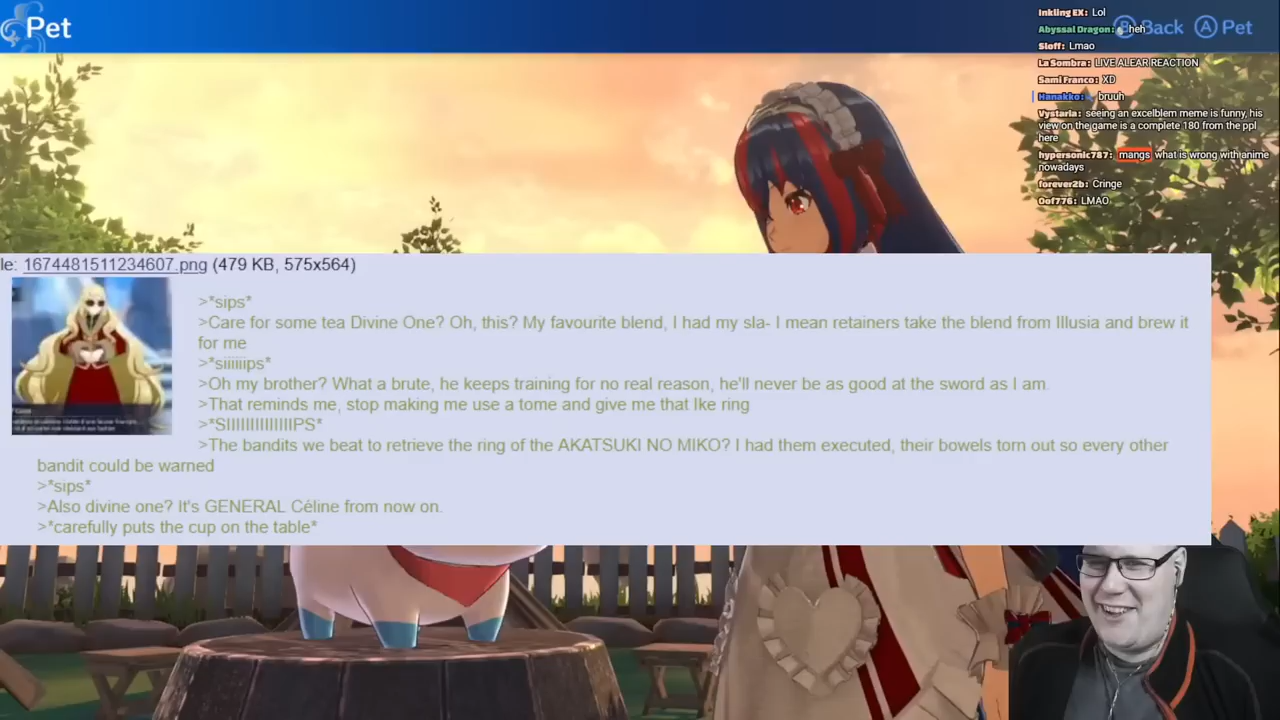 Pet
B Back A Pet
Inkling EX: Lol
Abyssal Dragon: heh
Sloff: Lmao
La Sombra: LIVE ALEAR REACTION
Sami Franco: XD
Hanakko: bruuh
Vystaria: seeing an excelblem meme is funny, his
view on the game is a complete 180 from the ppl
here
hypersonic787: mangs what is wrong with anime
nowadays
forever2b: Cringe
Oof776: LMAO
le: 1674481511234607.png (479 KB, 575x564)
>*sips*
>Care for some tea Divine One? Oh, this? My favourite blend, I had my sla- I mean retainers take the blend from Illusia and brew it
for me
>*siiiiiips*
>Oh my brother? What a brute, he keeps training for no real reason, he'll never be as good at the sword as I am.
>That reminds me, stop making me use a tome and give me that Ike ring
>*SIIIIIIIIIIIIIIPS*
>The bandits we beat to retrieve the ring of the AKATSUKI NO MIKO? I had them executed, their bowels torn out so every other
bandit could be warned
>*sips*
>Also divine one? It's GENERAL Céline from now on.
>*carefully puts the cup on the table*